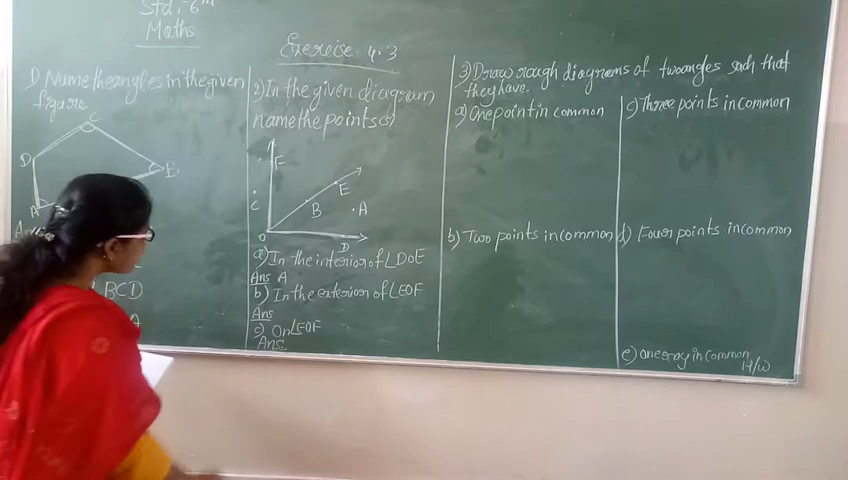 Std:-6th
Maths
Exercise. 4.3
1) Name the angles in the given
figure
C
D
B
A
BCD
2) In the given diagram
name the points(s)
F
E
C
B
A
O
D
a) In the interior of ∠DOE
Ans A
b) In the exterior of ∠EOF
Ans
c) On∠EOF
Ans:
3) Draw rough diagrams of two angles such that
they have.
a) One point in common
b) Two points in common
c) Three points in common
d) Four points in common
e) one ray in common
H/W